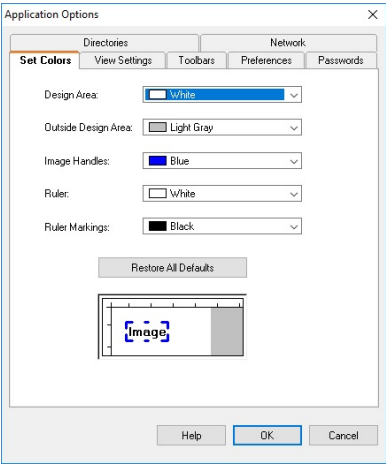 Application Options
Directories Network
Set Colors View Settings Toolbars Preferences Passwords
Design Area: White
Outside Design Area: Light Gray
Image Handles: Blue
Ruler: White
Ruler Markings: Black
Restore All Defaults
Image
Help OK Cancel